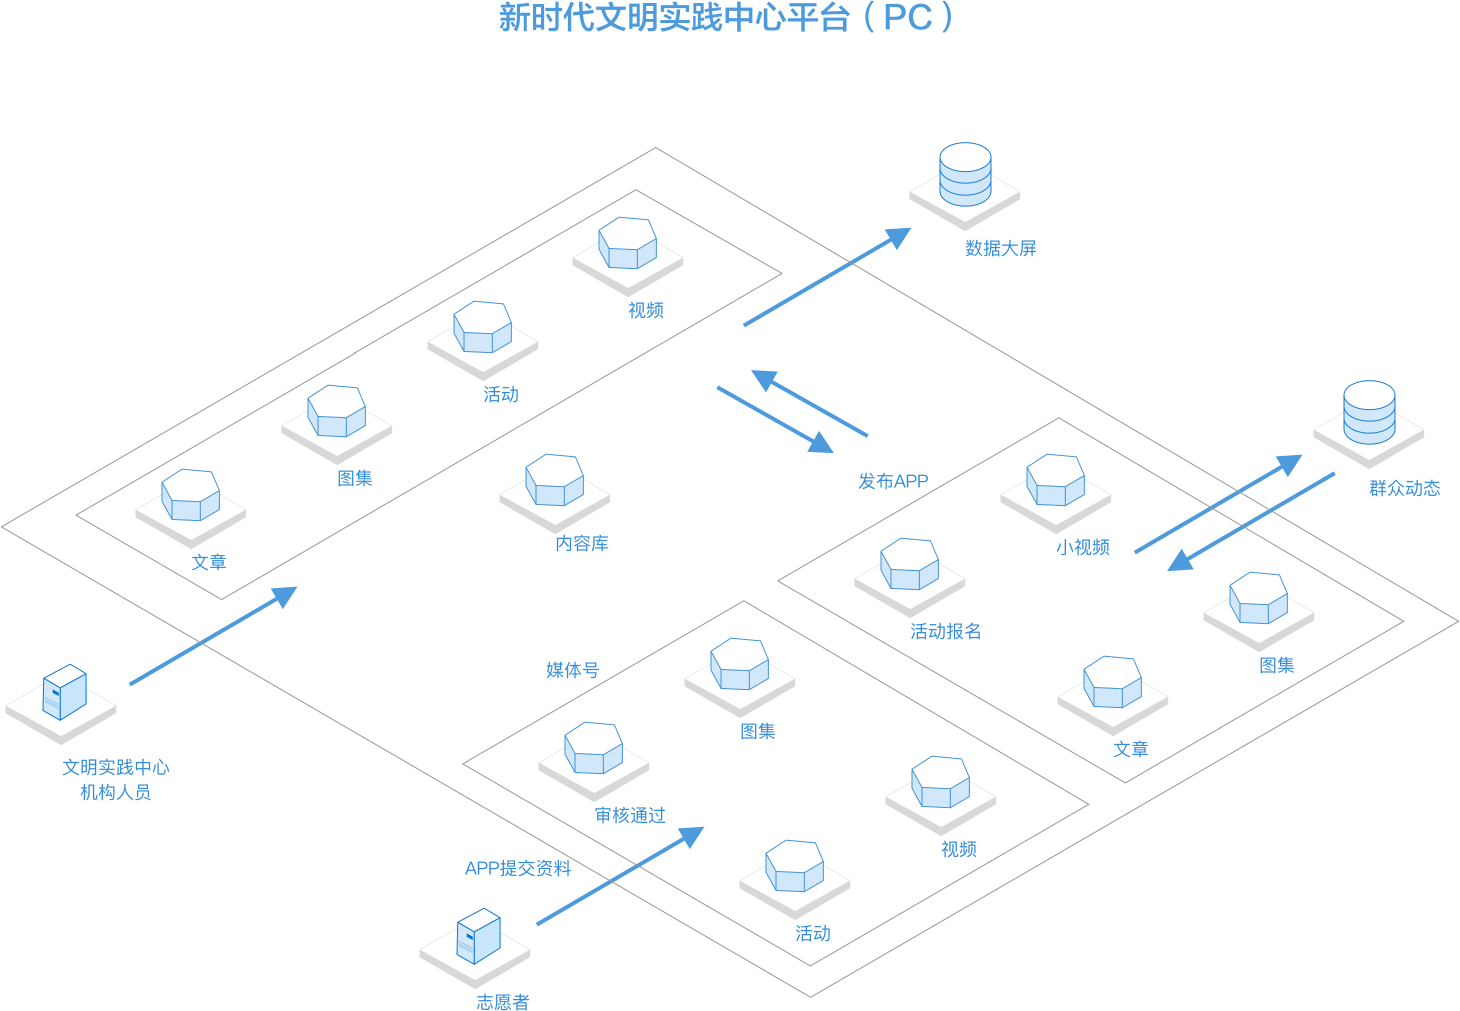 新时代文明实践中心平台（PC）
数据大屏
视频
活动
图集
文章
内容库
发布APP
群众动态
小视频
活动报名
图集
文章
媒体号
图集
审核通过
视频
活动
文明实践中心
机构人员
APP提交资料
志愿者